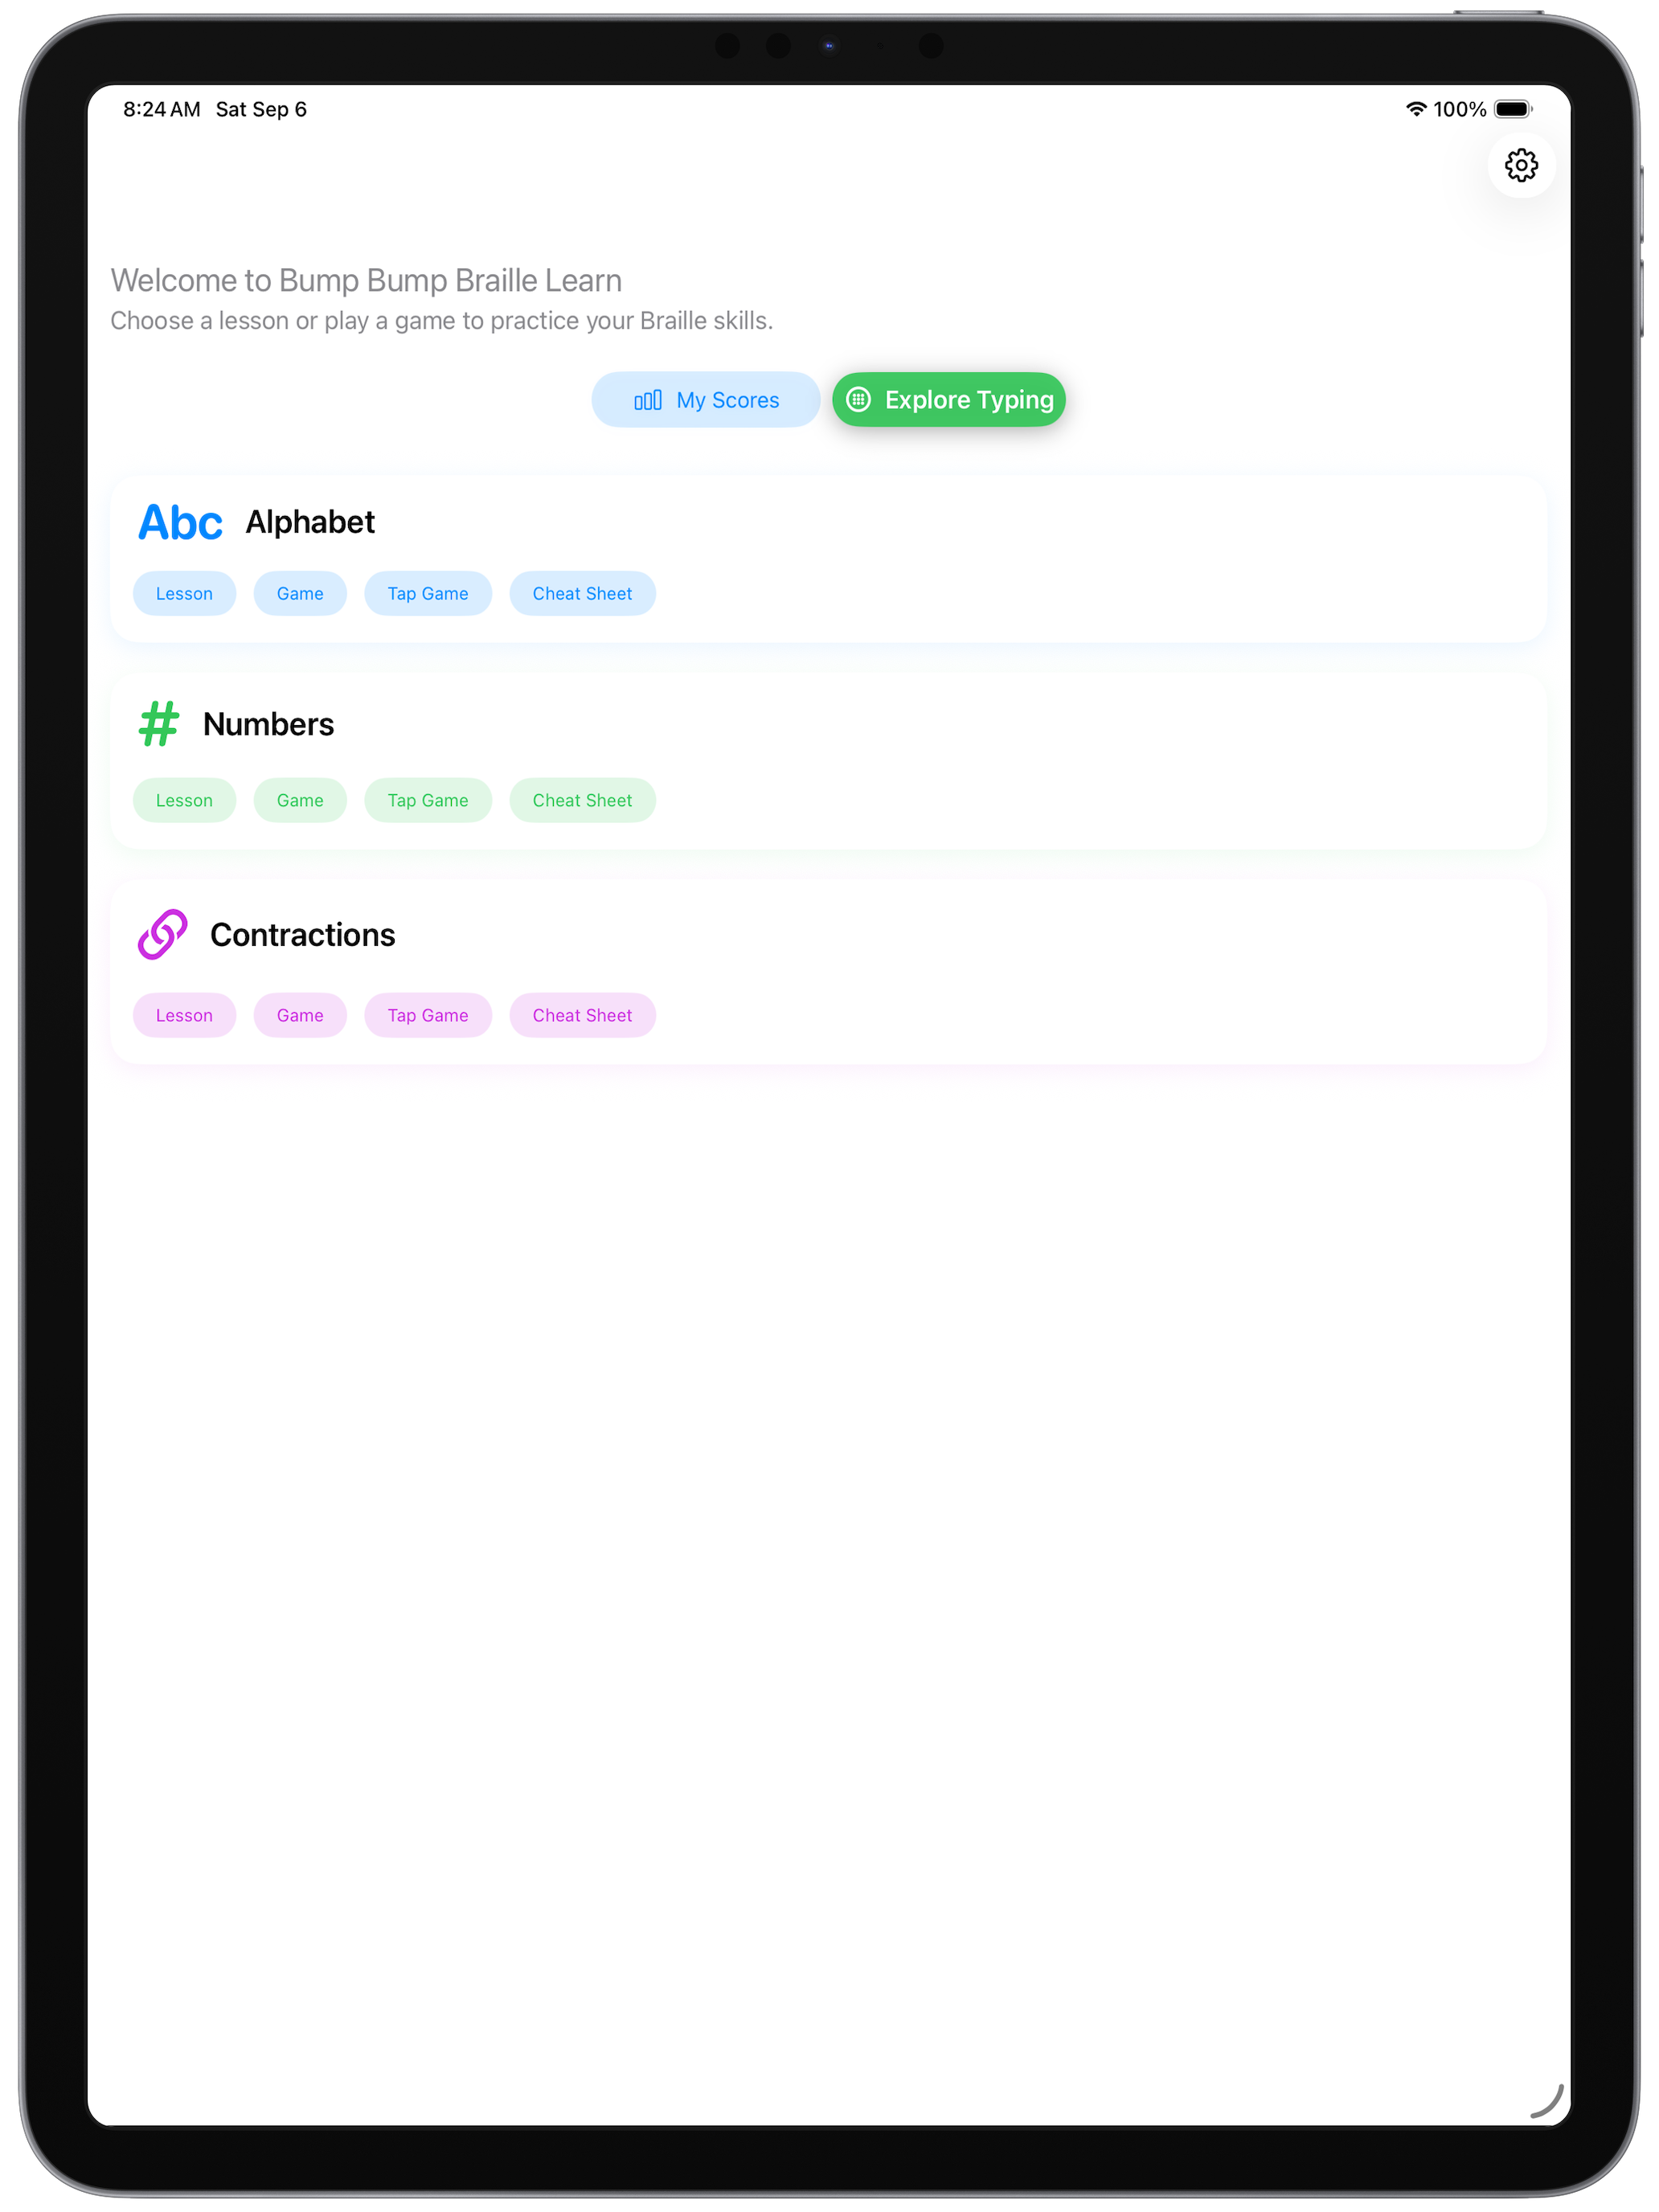 8:24 AM Sat Sep 6 100%
Welcome to Bump Bump Braille Learn
Choose a lesson or play a game to practice your Braille skills.
My Scores Explore Typing
Abc Alphabet
Lesson Game Tap Game Cheat Sheet
# Numbers
Lesson Game Tap Game Cheat Sheet
Contractions
Lesson Game Tap Game Cheat Sheet